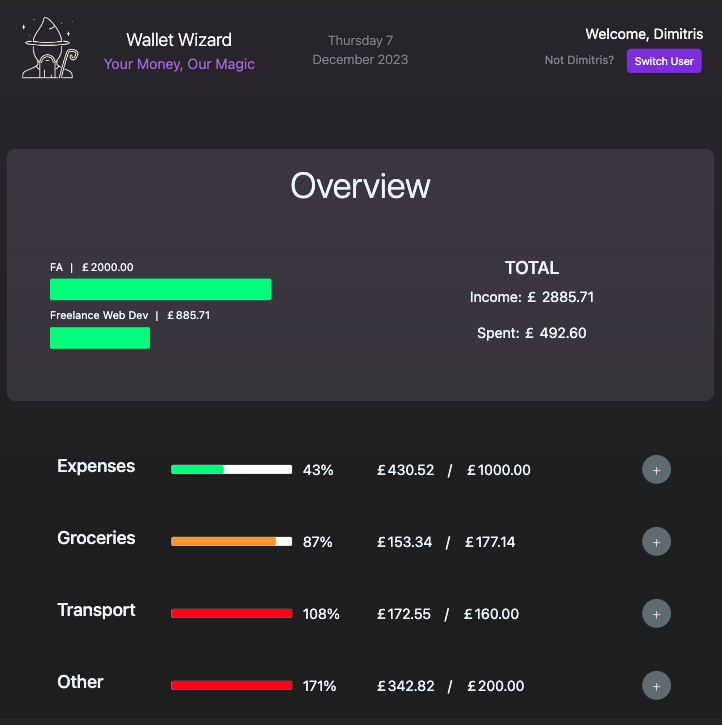 Wallet Wizard
Your Money, Our Magic
Thursday 7
December 2023
Welcome, Dimitris
Not Dimitris? Switch User
Overview
FA | £ 2000.00
Freelance Web Dev | £ 885.71
TOTAL
Income: £ 2885.71
Spent: £ 492.60
Expenses 43% £ 430.52 / £ 1000.00 +
Groceries 87% £ 153.34 / £ 177.14 +
Transport 108% £ 172.55 / £ 160.00 +
Other 171% £ 342.82 / £ 200.00 +